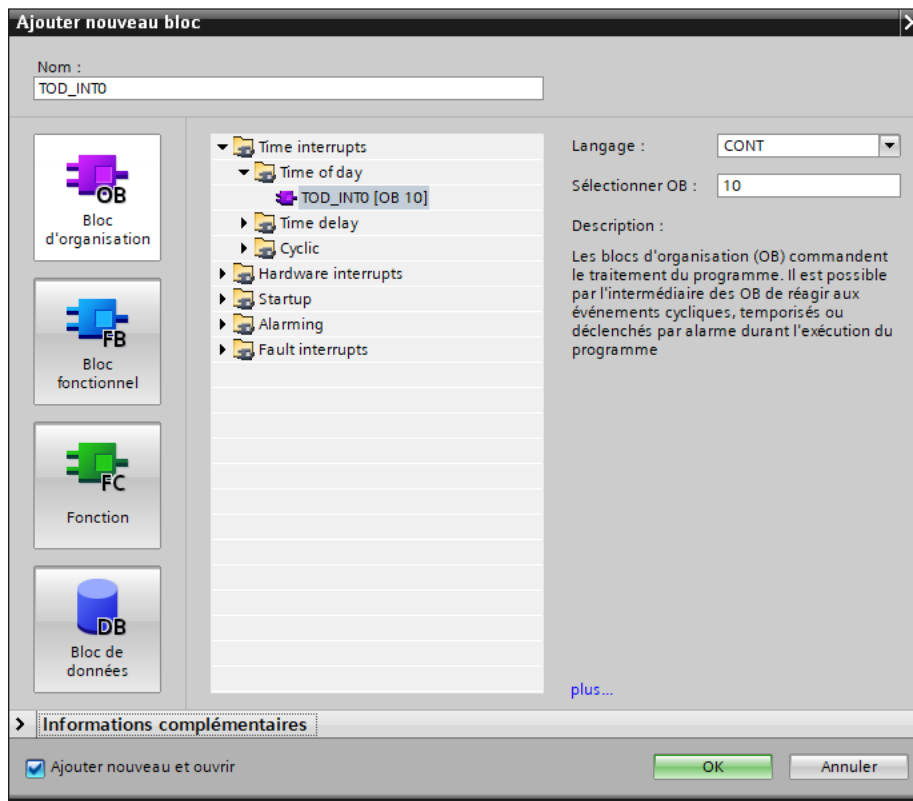 Ajouter nouveau bloc
Nom :
TOD_INT0
OB
Bloc
d'organisation
FB
Bloc
fonctionnel
FC
Fonction
DB
Bloc de
données
Time interrupts
Time of day
TOD_INT0 [OB 10]
Time delay
Cyclic
Hardware interrupts
Startup
Alarming
Fault interrupts
Langage :
CONT
Sélectionner OB :
10
Description :
Les blocs d'organisation (OB) commandent
le traitement du programme. Il est possible
par l'intermédiaire des OB de réagir aux
événements cycliques, temporisés ou
déclenchés par alarme durant l'exécution du
programme
plus...
Informations complémentaires
Ajouter nouveau et ouvrir
OK
Annuler